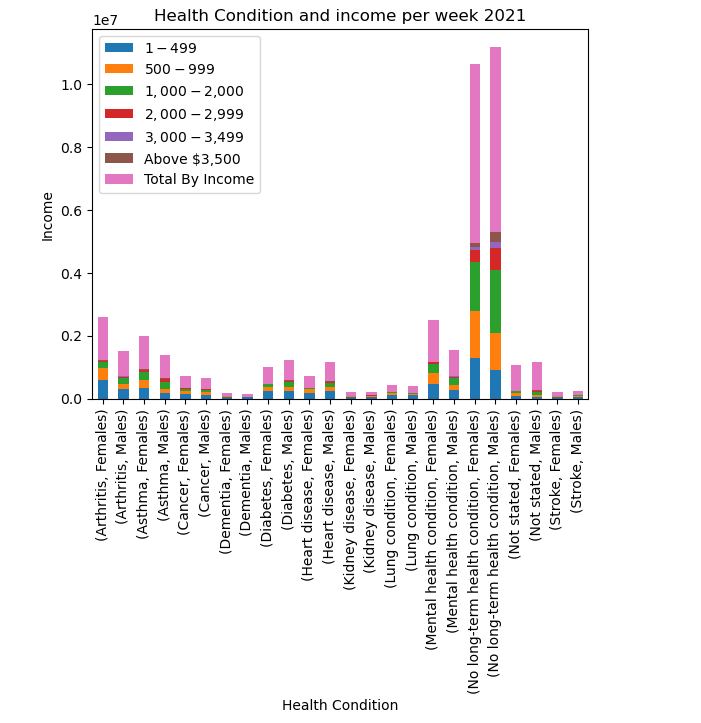 Health Condition and income per week 2021
1e7
1.0
0.8
0.6
0.4
0.2
0.0
Income
1 − 499
500 − 999
1, 000 − 2,000
2, 000 − 2,999
3, 000 − 3,499
Above $3,500
Total By Income
(Arthritis, Females)
(Arthritis, Males)
(Asthma, Females)
(Asthma, Males)
(Cancer, Females)
(Cancer, Males)
(Dementia, Females)
(Dementia, Males)
(Diabetes, Females)
(Diabetes, Males)
(Heart disease, Females)
(Heart disease, Males)
(Kidney disease, Females)
(Kidney disease, Males)
(Lung condition, Females)
(Lung condition, Males)
(Mental health condition, Females)
(Mental health condition, Males)
(No long-term health condition, Females)
(No long-term health condition, Males)
(Not stated, Females)
(Not stated, Males)
(Stroke, Females)
(Stroke, Males)
Health Condition